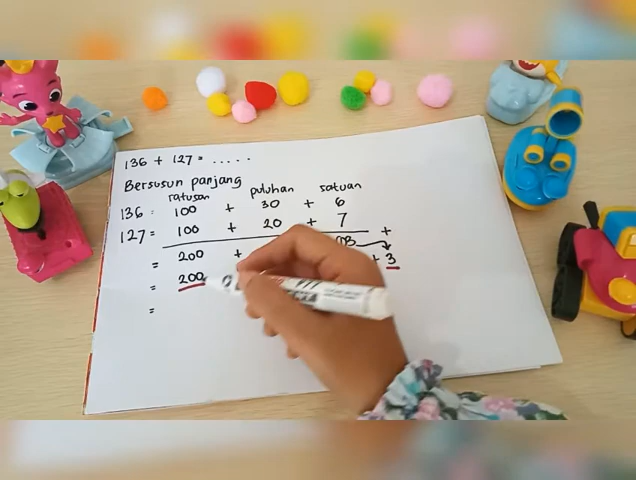 136 + 127 = .....
Bersusun panjang
ratusan puluhan satuan
136 = 100 + 30 + 6
127 = 100 + 20 + 7 +
= 200 + + 3
= 200
=